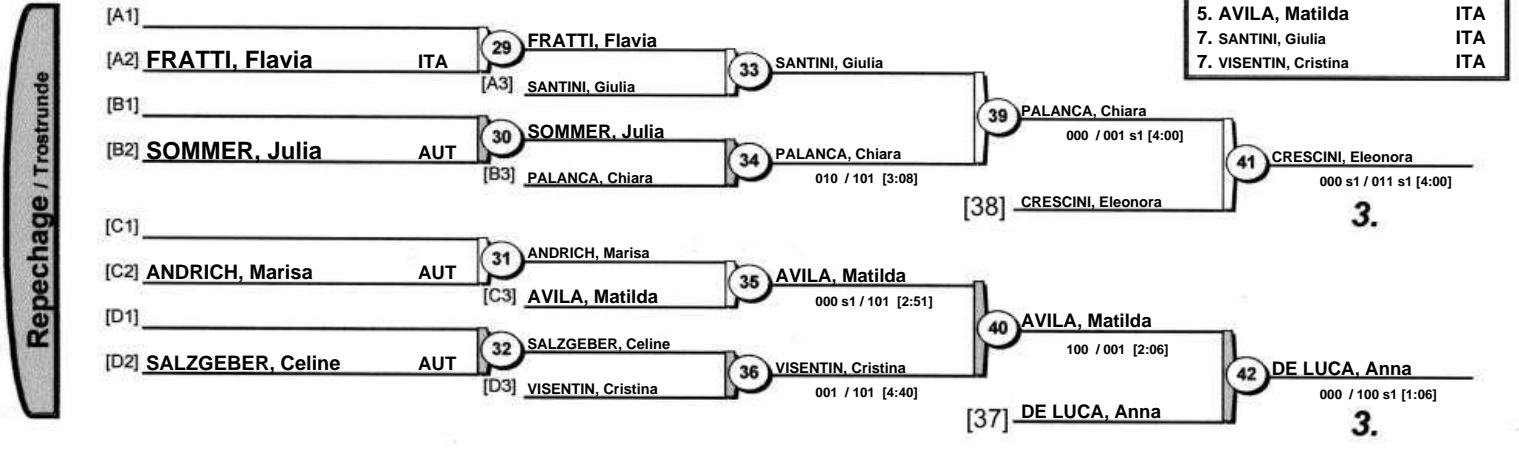 Repechage / Trostrunde
5. AVILA, Matilda ITA
7. SANTINI, Giulia ITA
7. VISENTIN, Cristina ITA
[A1]
[A2] FRATTI, Flavia ITA
29
FRATTI, Flavia
[A3] SANTINI, Giulia
33
SANTINI, Giulia
[B1]
[B2] SOMMER, Julia AUT
30
SOMMER, Julia
[B3] PALANCA, Chiara
34
PALANCA, Chiara
010 / 101 [3:08]
39
PALANCA, Chiara
000 / 001 s1 [4:00]
[38] CRESCINI, Eleonora
41
CRESCINI, Eleonora
000 s1 / 011 s1 [4:00]
3.
[C1]
[C2] ANDRICH, Marisa AUT
31
ANDRICH, Marisa
[C3] AVILA, Matilda
35
AVILA, Matilda
000 s1 / 101 [2:51]
[D1]
[D2] SALZGEBER, Celine AUT
32
SALZGEBER, Celine
[D3] VISENTIN, Cristina
36
VISENTIN, Cristina
001 / 101 [4:40]
40
AVILA, Matilda
100 / 001 [2:06]
[37] DE LUCA, Anna
42
DE LUCA, Anna
000 / 100 s1 [1:06]
3.